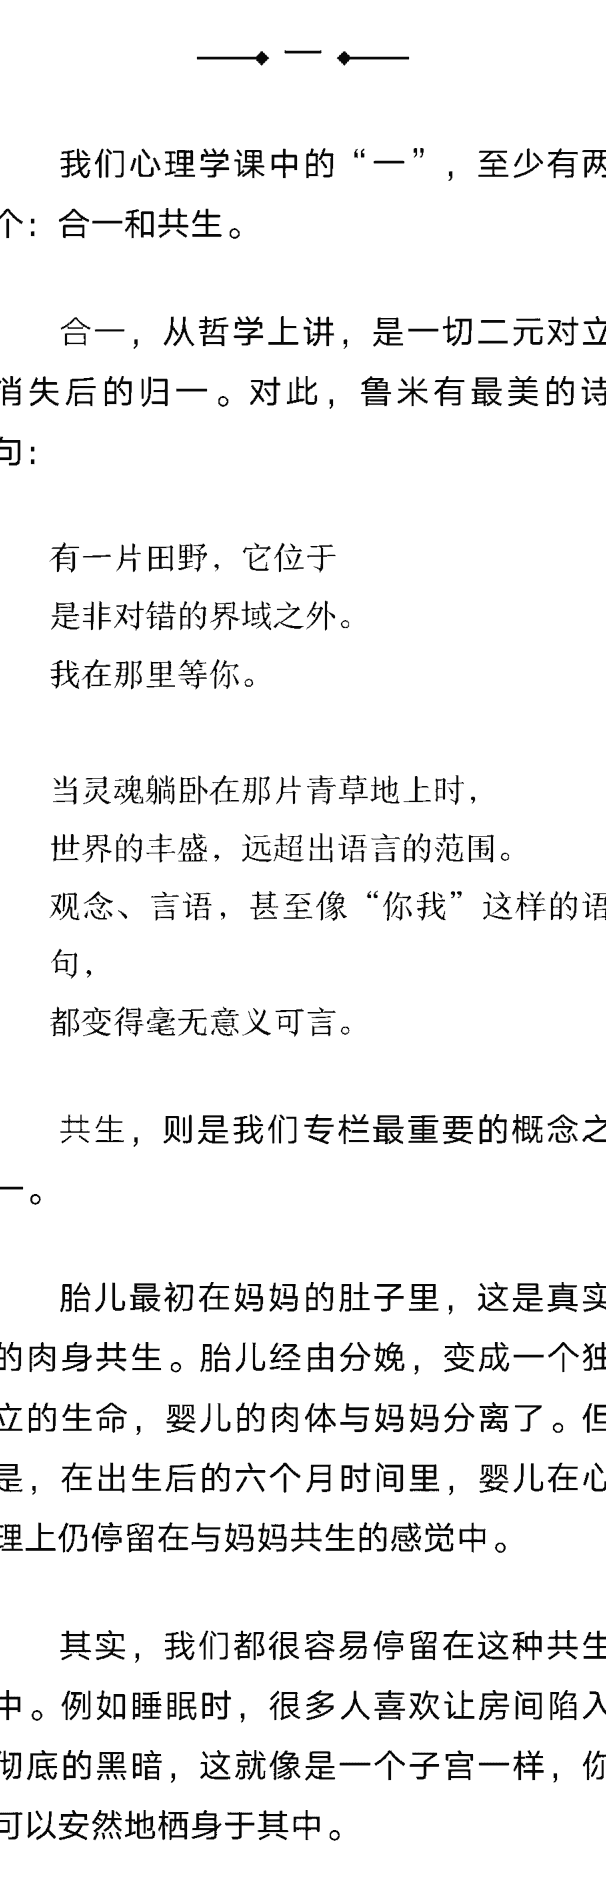 一
我们心理学课中的“一”，至少有两
个：合一和共生。
合一，从哲学上讲，是一切二元对立
消失后的归一。对此，鲁米有最美的诗
句：
有一片田野，它位于
是非对错的界域之外。
我在那里等你。
当灵魂躺卧在那片青草地上时，
世界的丰盛，远超出语言的范围。
观念、言语，甚至像“你我”这样的语
句，
都变得毫无意义可言。
共生，则是我们专栏最重要的概念之
一。
胎儿最初在妈妈的肚子里，这是真实
的肉身共生。胎儿经由分娩，变成一个独
立的生命，婴儿的肉体与妈妈分离了。但
是，在出生后的六个月时间里，婴儿在心
理上仍停留在与妈妈共生的感觉中。
其实，我们都很容易停留在这种共生
中。例如睡眠时，很多人喜欢让房间陷入
彻底的黑暗，这就像是一个子宫一样，你
可以安然地栖身于其中。